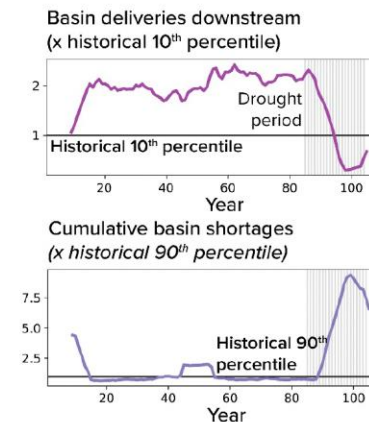 Basin deliveries downstream
(x historical 10th percentile)
2
Drought
period
1
Historical 10th percentile
20 40 60 80 100
Year
Cumulative basin shortages
(x historical 90th percentile)
7.5
5.0
Historical 90th
2.5
percentile
20 40 60 80 100
Year